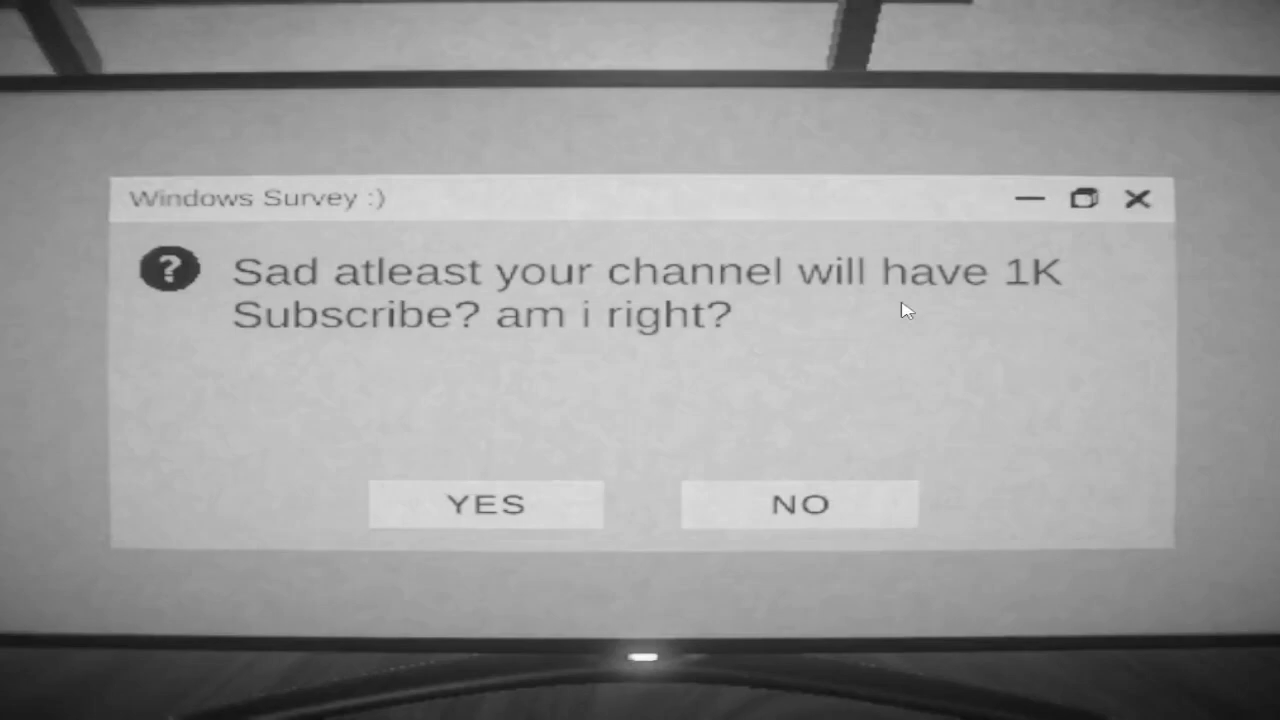 Windows Survey :)
Sad atleast your channel will have 1K
Subscribe? am i right?
YES
NO